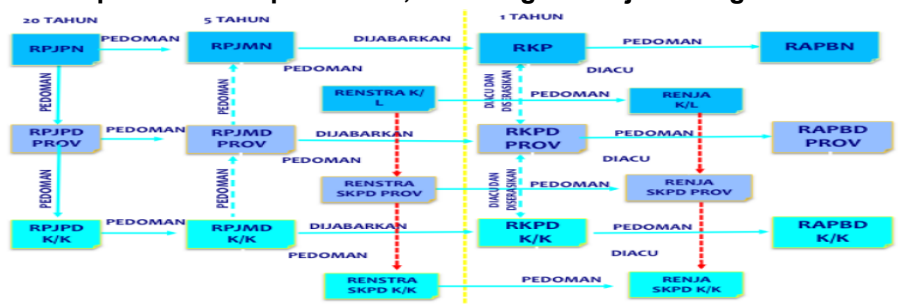 20 TAHUN
5 TAHUN
1 TAHUN
RPJPN
PEDOMAN
RPJMN
DIJABARKAN
RKP
PEDOMAN
RAPBN
PEDOMAN
PEDOMAN
PEDOMAN
DIACU
RENSTRA K/
L
DIACU DAN
DISERASIKAN
PEDOMAN
RENJA
K/L
RPJPD
PROV
PEDOMAN
RPJMD
PROV
DIJABARKAN
RKPD
PROV
PEDOMAN
RAPBD
PROV
PEDOMAN
PEDOMAN
PEDOMAN
DIACU
RENSTRA
SKPD PROV
DIACU DAN
DISERASIKAN
PEDOMAN
RENJA
SKPD PROV
RPJPD
K/K
PEDOMAN
RPJMD
K/K
DIJABARKAN
RKPD
K/K
PEDOMAN
RAPBD
K/K
PEDOMAN
DIACU
RENSTRA
SKPD K/K
PEDOMAN
RENJA
SKPD K/K